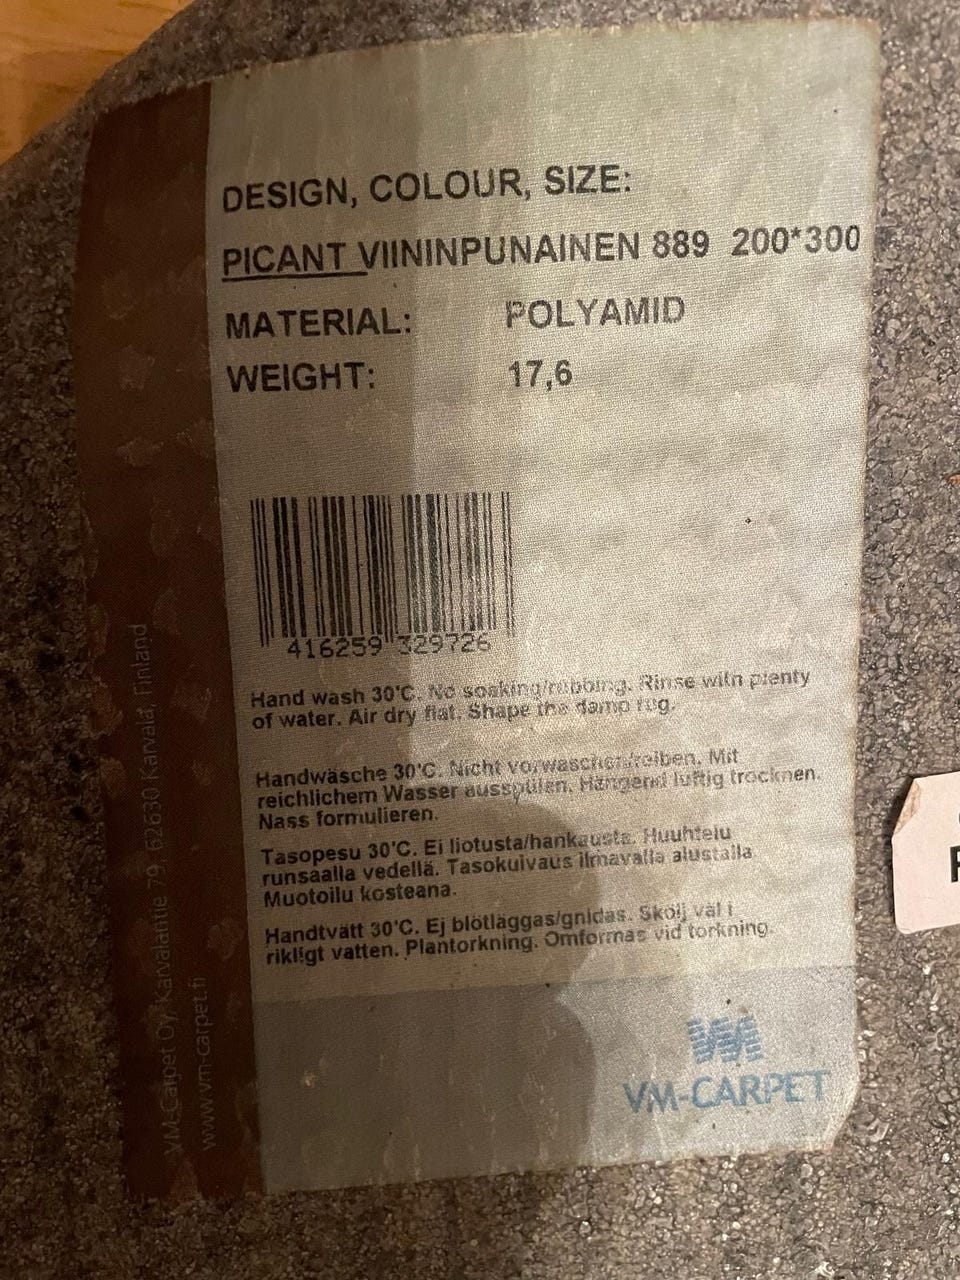 DESIGN, COLOUR, SIZE:
PICANT VIININPUNAINEN 889 200*300
MATERIAL: POLYAMID
WEIGHT: 17,6
416259 329726
Hand wash 30'C. No soaking/rubbing. Rinse with plenty
of water. Air dry flat. Shape the damp rug.
Handwäsche 30'C. Nicht vorwaschen/reiben. Mit
reichlichem Wasser ausspülen. Hängend luftig trocknen.
Nass formulieren.
Tasopesu 30'C. Ei liotusta/hankausta. Huuhtelu
runsaalla vedellä. Tasokuivaus ilmavalla alustalla.
Muotoilu kosteana.
Handtvätt 30'C. Ej blötläggas/gnidas. Skölj väl i
rikligt vatten. Plantorkning. Omformas vid torkning.
VM-CARPET
VM-Carpet Oy, Karvalantie 79, 62630 Karvala, Finland
www.vm-carpet.fi